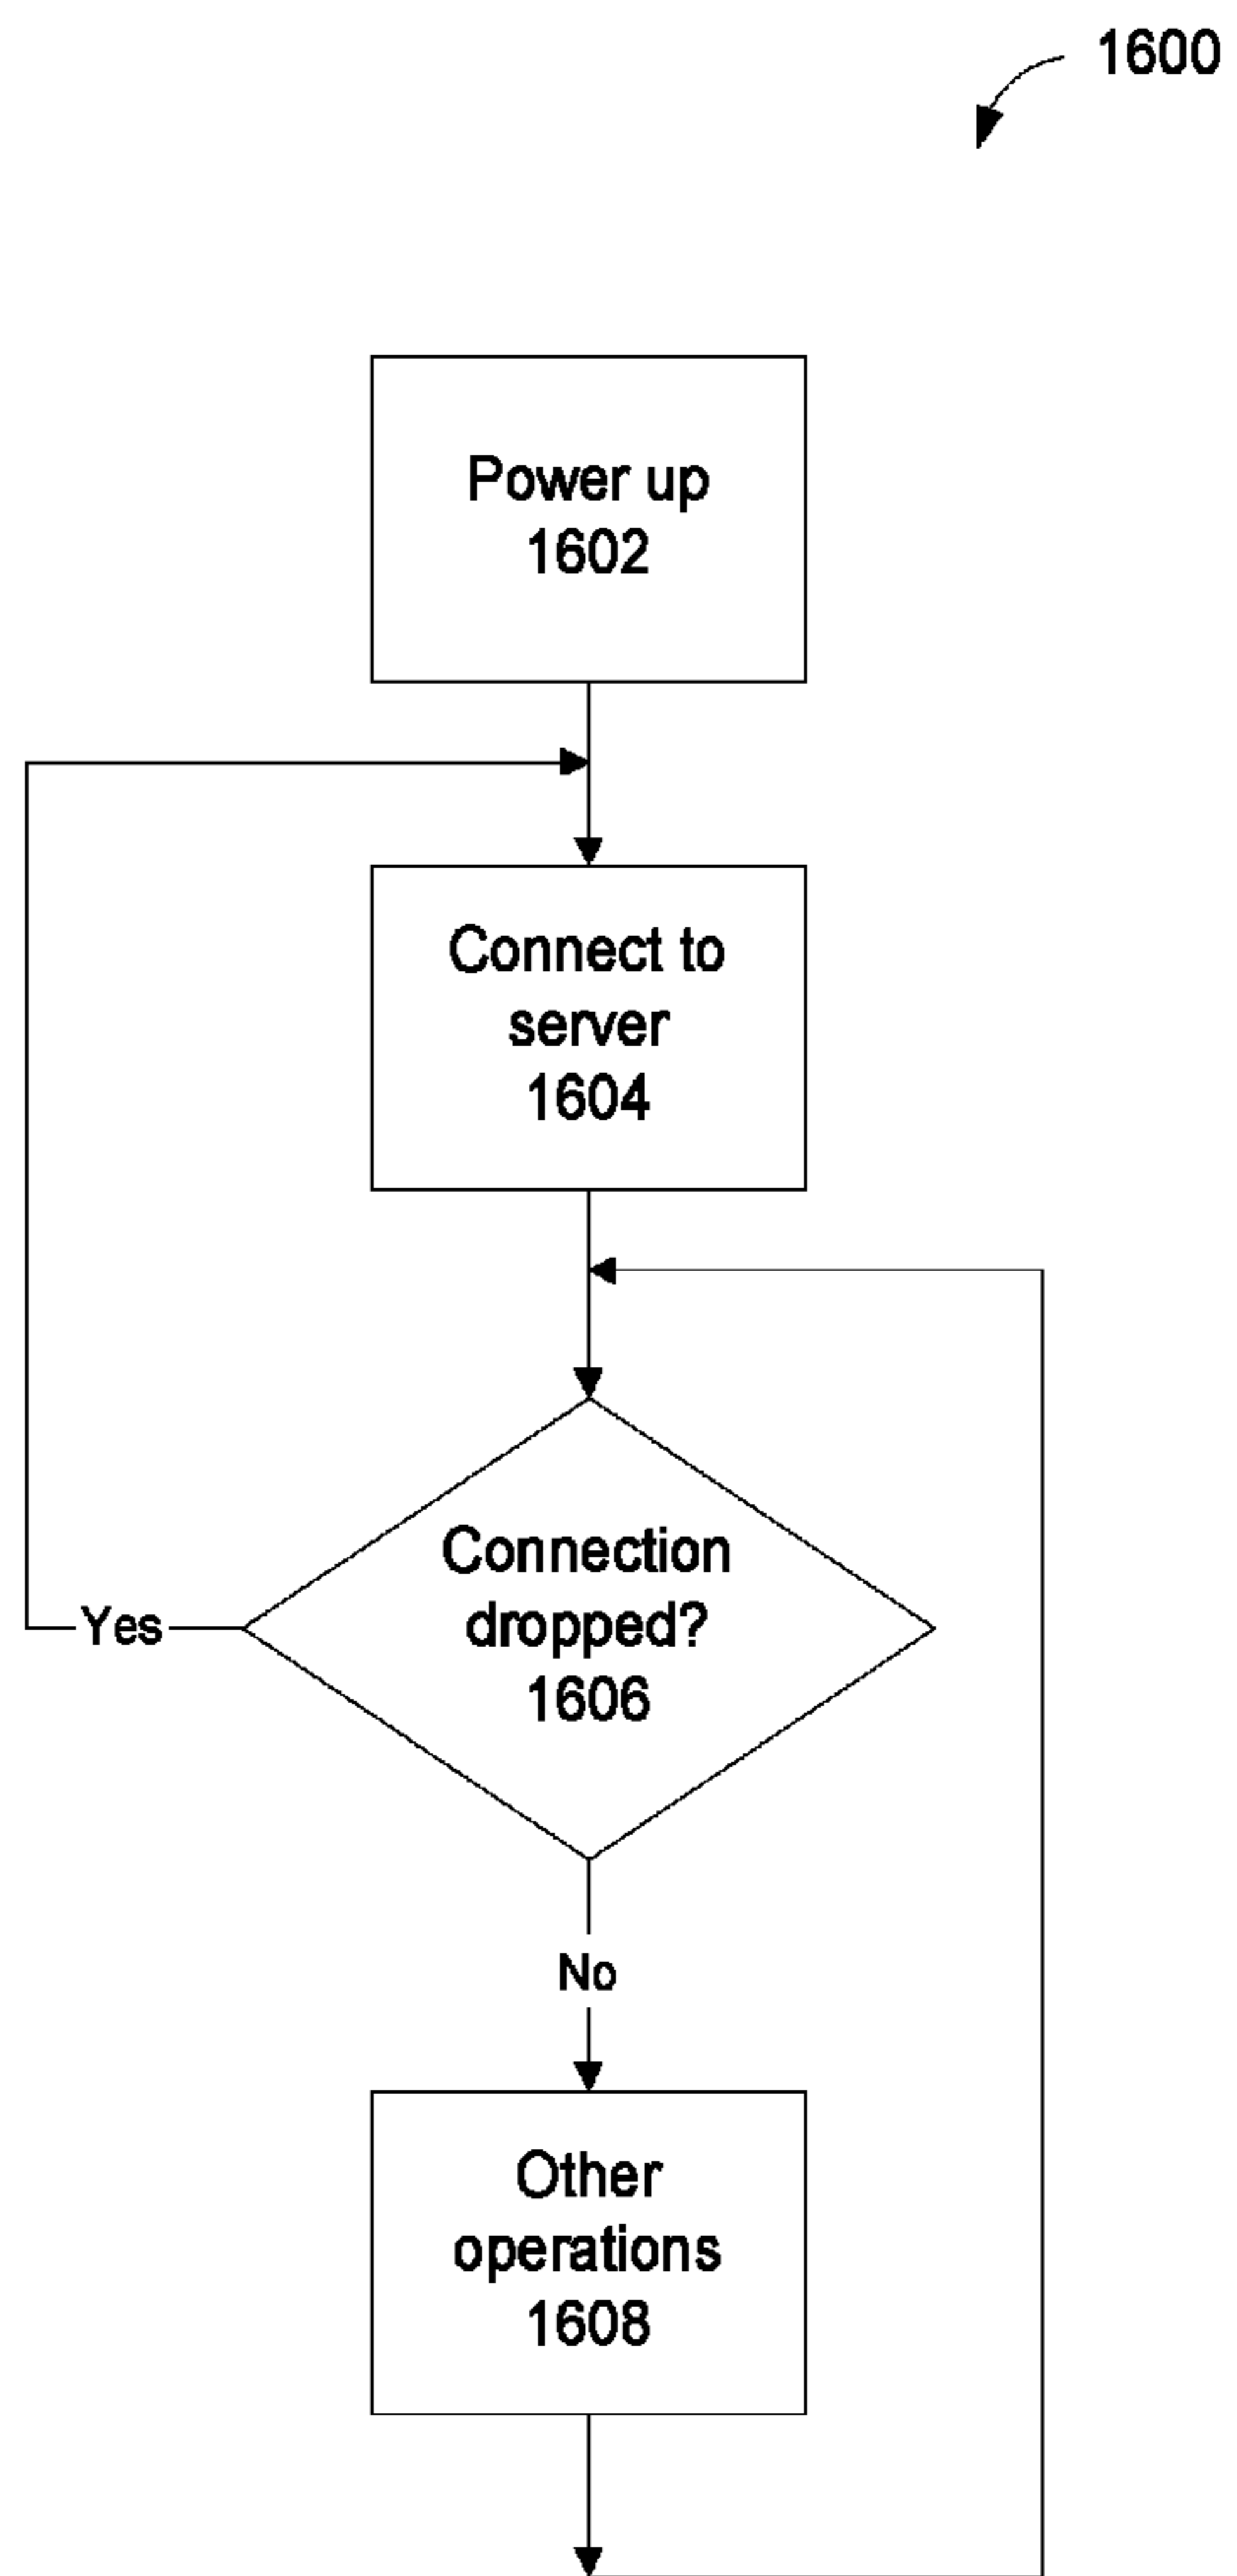 1600
Power up
1602
Connect to
server
1604
Connection
dropped?
1606
Yes
No
Other
operations
1608